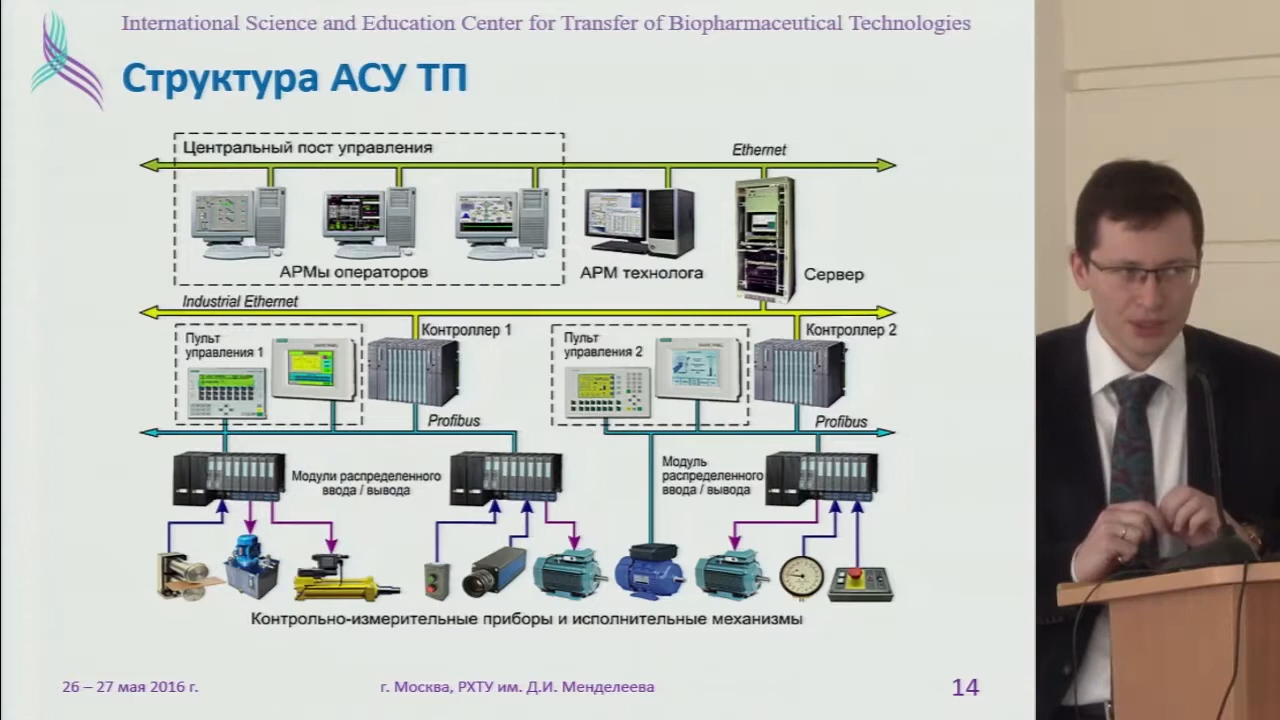 International Science and Education Center for Transfer of Biopharmaceutical Technologies
Структура АСУ ТП
Центральный пост управления
Ethernet
АРМы операторов
АРМ технолога
Сервер
Industrial Ethernet
Пульт
управления 1
Контроллер 1
Пульт
управления 2
Контроллер 2
Profibus
Profibus
Модули распределенного
ввода / вывода
Модуль
распределенного
ввода / вывода
Контрольно-измерительные приборы и исполнительные механизмы
26 – 27 мая 2016 г.
г. Москва, РХТУ им. Д.И. Менделеева
14